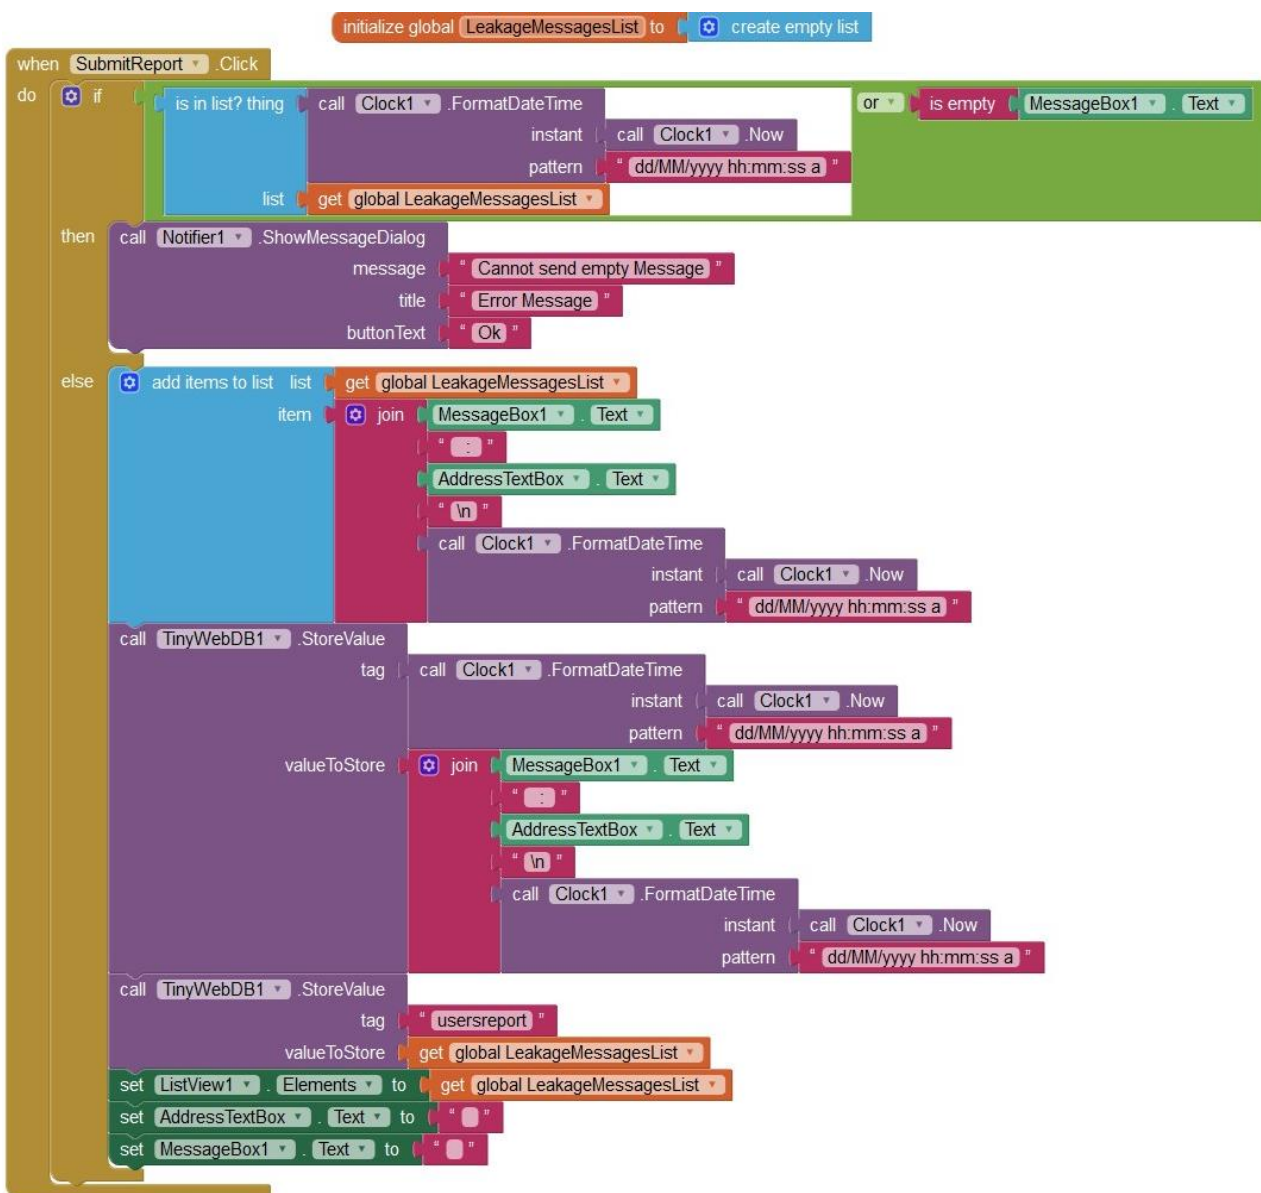 initialize global LeakageMessagesList to create empty list
when SubmitReport .Click
do if is in list? thing call Clock1 .FormatDateTime or is empty MessageBox1 . Text
instant call Clock1 .Now
pattern " dd/MM/yyyy hh:mm:ss a "
list get global LeakageMessagesList
then call Notifier1 .ShowMessageDialog
message " Cannot send empty Message "
title " Error Message "
buttonText " Ok "
else add items to list list get global LeakageMessagesList
item join MessageBox1 . Text
" : "
AddressTextBox . Text
" \n "
call Clock1 .FormatDateTime
instant call Clock1 .Now
pattern " dd/MM/yyyy hh:mm:ss a "
call TinyWebDB1 .StoreValue
tag call Clock1 .FormatDateTime
instant call Clock1 .Now
pattern " dd/MM/yyyy hh:mm:ss a "
valueToStore join MessageBox1 . Text
" : "
AddressTextBox . Text
" \n "
call Clock1 .FormatDateTime
instant call Clock1 .Now
pattern " dd/MM/yyyy hh:mm:ss a "
call TinyWebDB1 .StoreValue
tag " usersreport "
valueToStore get global LeakageMessagesList
set ListView1 . Elements to get global LeakageMessagesList
set AddressTextBox . Text to " "
set MessageBox1 . Text to " "